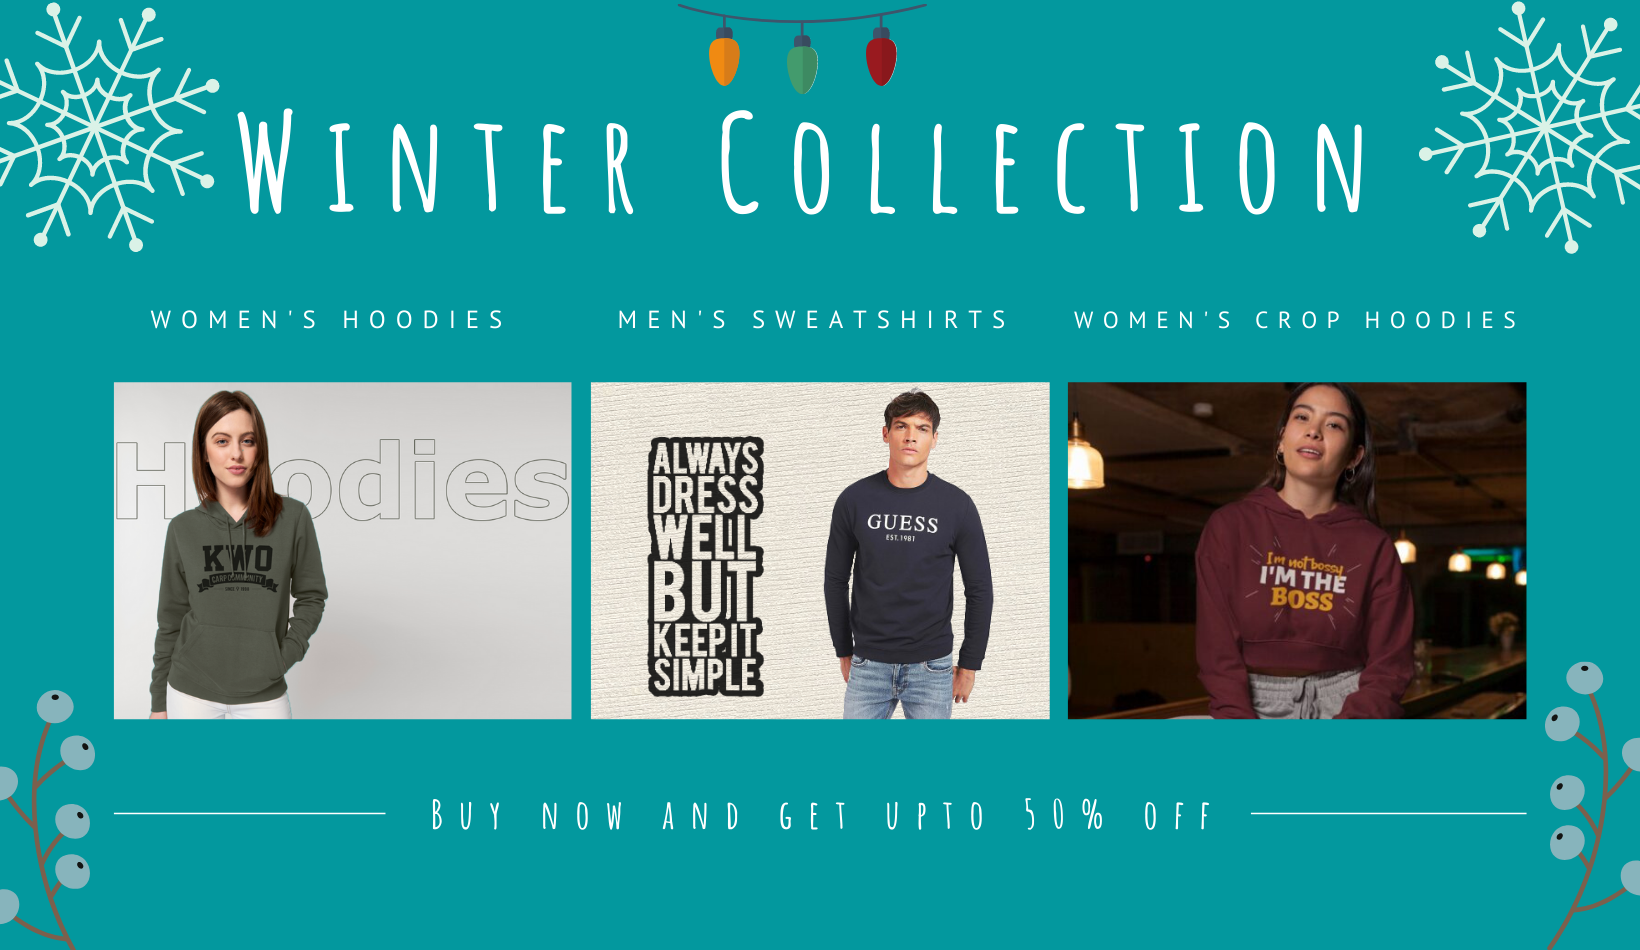 Winter Collection
WOMEN'S HOODIES
MEN'S SWEATSHIRTS
WOMEN'S CROP HOODIES
Hoodies
KWO
CARPCOMMUNITY
ALWAYS
DRESS
WELL
BUT
KEEP IT
SIMPLE
GUESS
EST. 1981
I'm not bossy
I'M THE
BOSS
Buy now and get upto 50% off